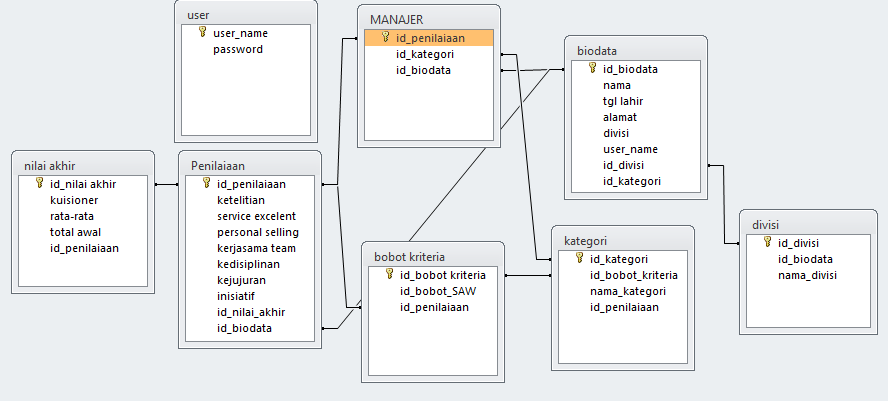 user
user_name
password
MANAJER
id_penilaiaan
id_kategori
id_biodata
biodata
id_biodata
nama
tgl lahir
alamat
divisi
user_name
id_divisi
id_kategori
nilai akhir
id_nilai akhir
kuisioner
rata-rata
total awal
id_penilaiaan
Penilaiaan
id_penilaiaan
ketelitian
service excelent
personal selling
kerjasama team
kedisiplinan
kejujuran
inisiatif
id_nilai_akhir
id_biodata
bobot kriteria
id_bobot kriteria
id_bobot_SAW
id_penilaiaan
kategori
id_kategori
id_bobot_kriteria
nama_kategori
id_penilaiaan
divisi
id_divisi
id_biodata
nama_divisi